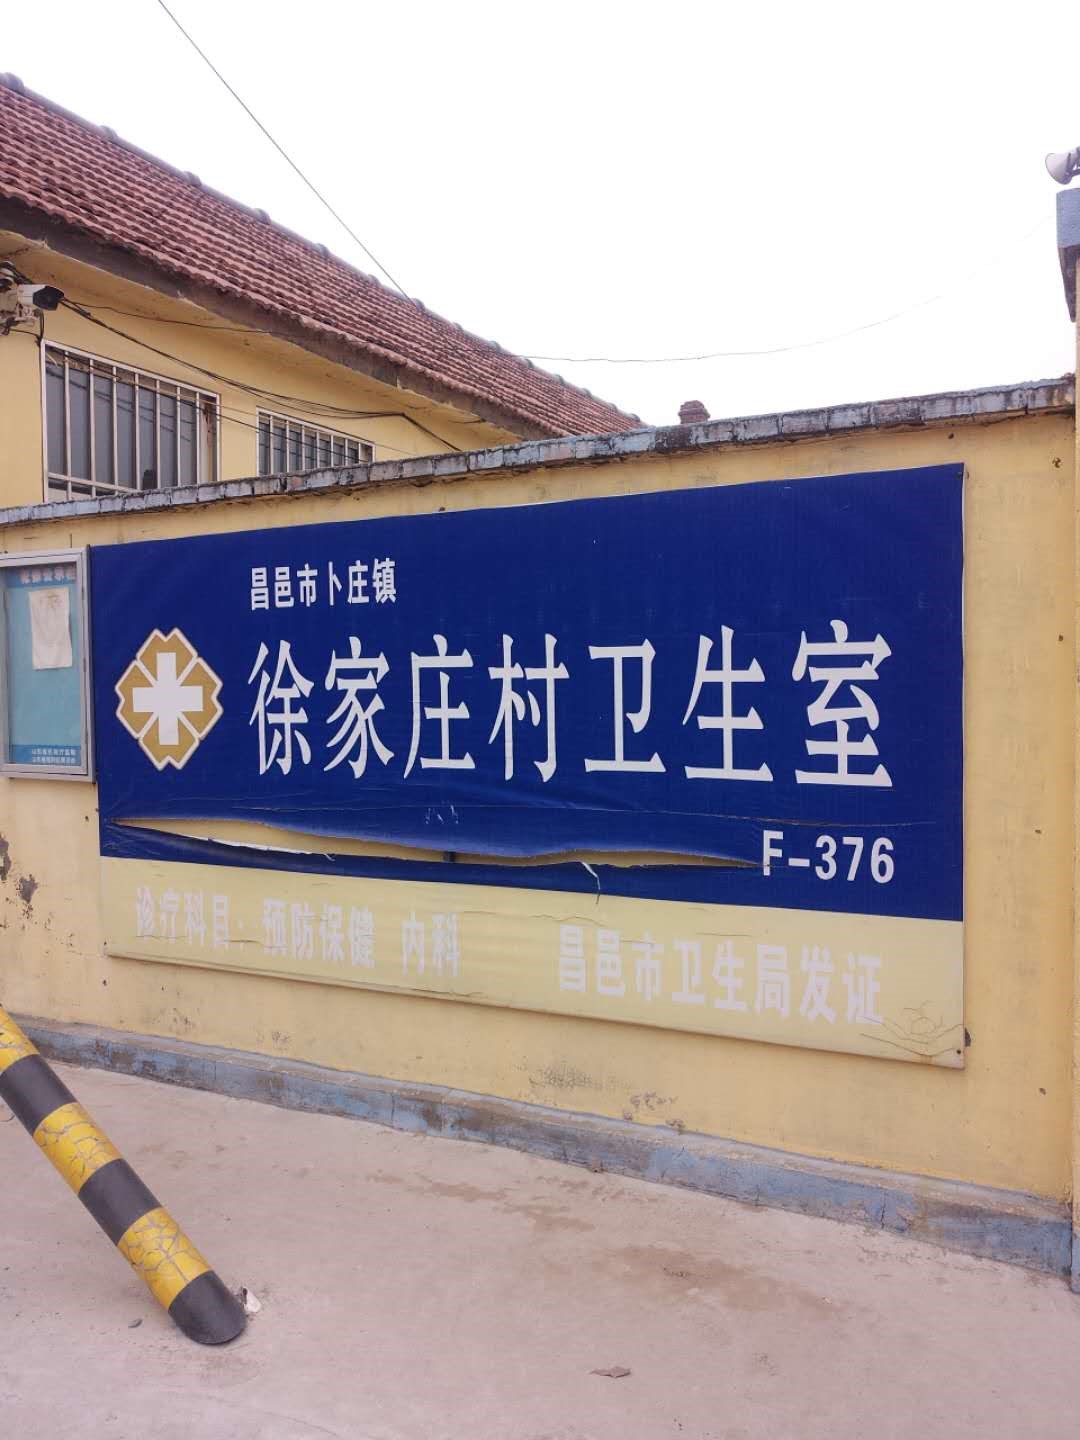 昌邑市卜庄镇
徐家庄村卫生室
F-376
诊疗科目：预防保健 内科 昌邑市卫生局发证